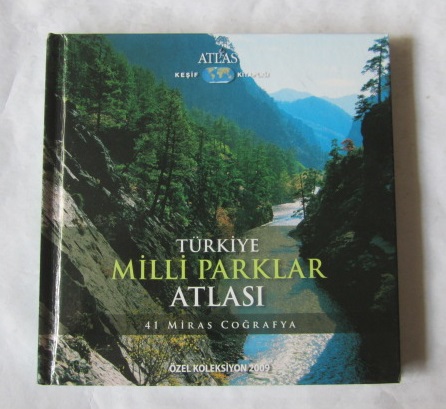 ATLAS
KEŞİF KİTAPLIĞI
TÜRKİYE
MİLLİ PARKLAR
ATLASI
41 MİRAS COĞRAFYA
ÖZEL KOLEKSİYON 2009